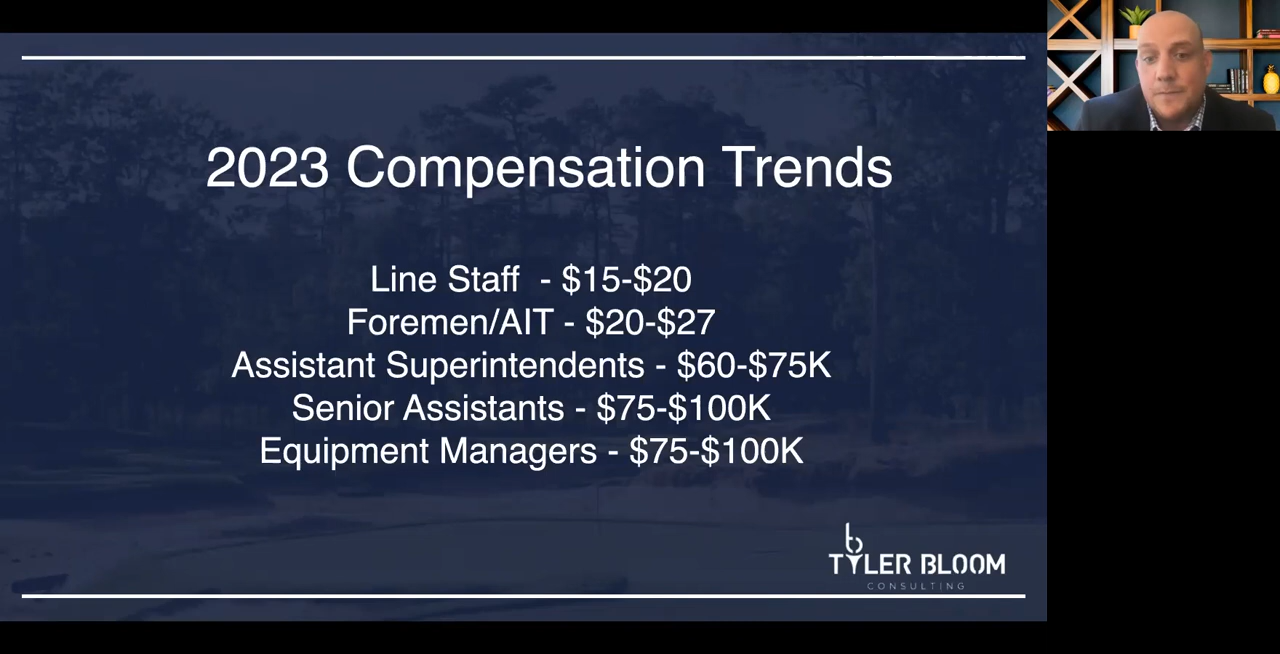 2023 Compensation Trends
Line Staff - $15-$20
Foremen/AIT - $20-$27
Assistant Superintendents - $60-$75K
Senior Assistants - $75-$100K
Equipment Managers - $75-$100K
TYLER BLOOM
CONSULTING